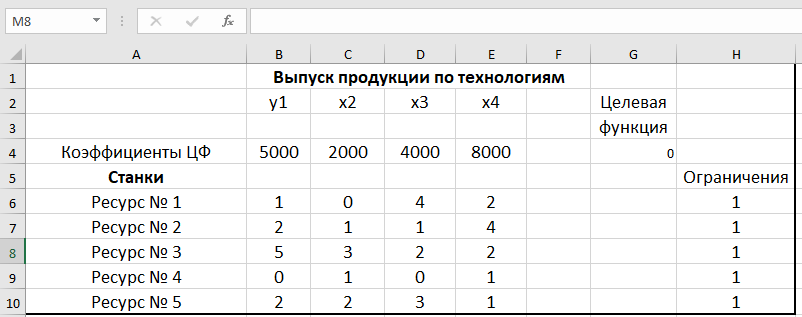 M8
fx
A B C D E F G H
1 Выпуск продукции по технологиям
2 y1 x2 x3 x4 Целевая
3 функция
4 Коэффициенты ЦФ 5000 2000 4000 8000 0
5 Станки Ограничения
6 Ресурс № 1 1 0 4 2 1
7 Ресурс № 2 2 1 1 4 1
8 Ресурс № 3 5 3 2 2 1
9 Ресурс № 4 0 1 0 1 1
10 Ресурс № 5 2 2 3 1 1